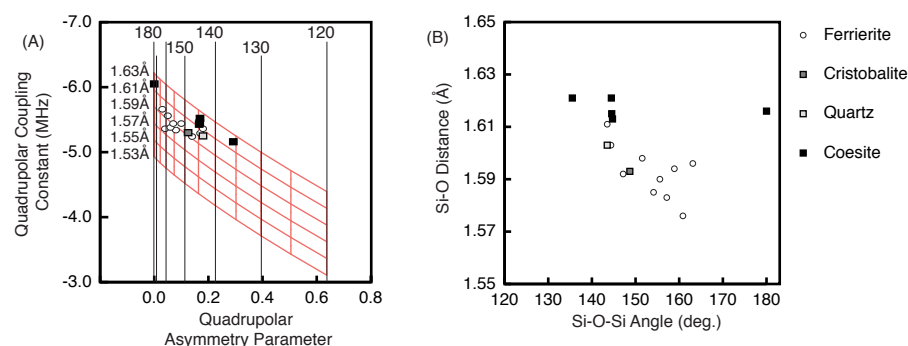 (A)
-7.0
-6.0
-5.0
-4.0
-3.0
Quadrupolar Coupling
Constant (MHz)
180
150
140
130
120
1.63Å
1.61Å
1.59Å
1.57Å
1.55Å
1.53Å
0.0
0.2
0.4
0.6
0.8
Quadrupolar
Asymmetry Parameter
(B)
1.65
1.63
1.61
1.59
1.57
1.55
Si-O Distance (Å)
120
130
140
150
160
170
180
Si-O-Si Angle (deg.)
Ferrierite
Cristobalite
Quartz
Coesite